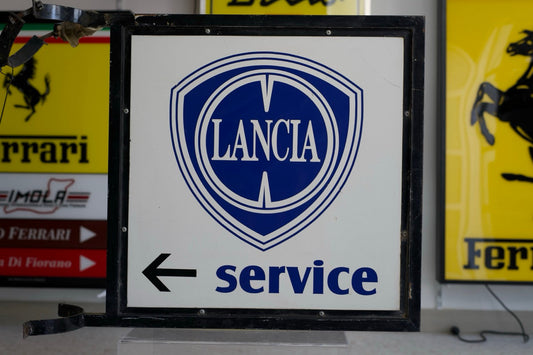 LANCIA
service
errari
IMOLA
O FERRARI
Di Fiorano
Ferr